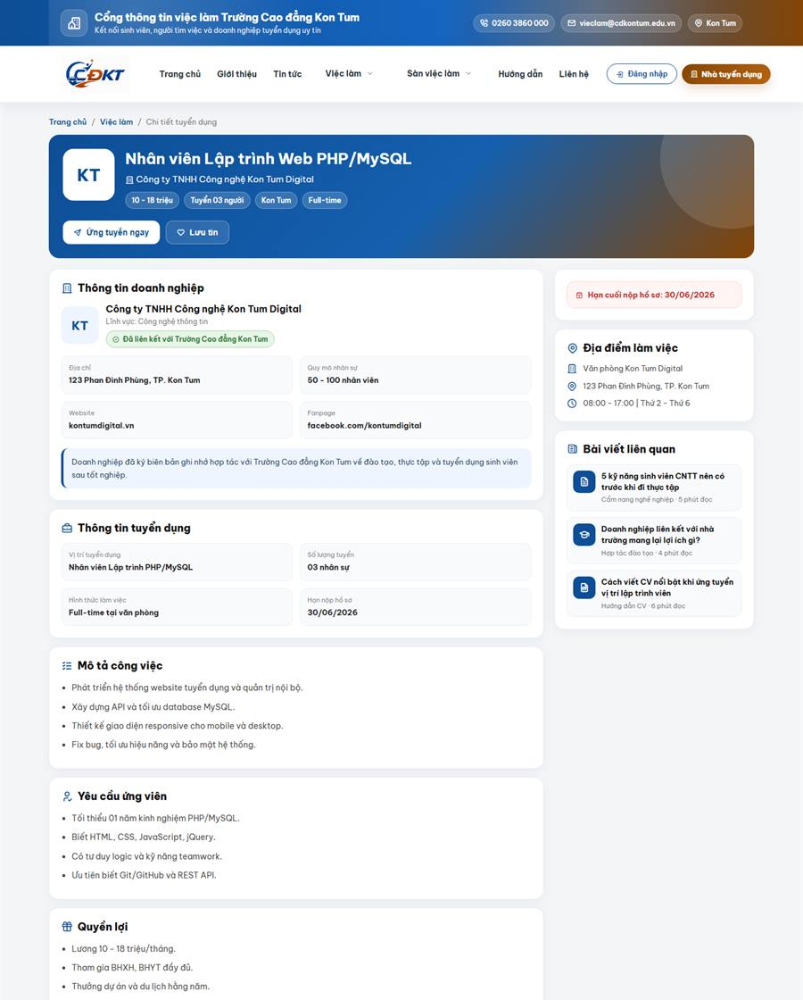 Cổng thông tin việc làm Trường Cao đẳng Kon Tum
Kết nối sinh viên, người tìm việc và doanh nghiệp tuyển dụng uy tín
0260 3860 000
vieclam@cdkontum.edu.vn
Kon Tum
CĐKT
Trang chủ
Giới thiệu
Tin tức
Việc làm
Sàn việc làm
Hướng dẫn
Liên hệ
Đăng nhập
Nhà tuyển dụng
Trang chủ / Việc làm / Chi tiết tuyển dụng
KT
Nhân viên Lập trình Web PHP/MySQL
Công ty TNHH Công nghệ Kon Tum Digital
10 - 18 triệu
Tuyển 03 người
Kon Tum
Full-time
Ứng tuyển ngay
Lưu tin
Thông tin doanh nghiệp
KT
Công ty TNHH Công nghệ Kon Tum Digital
Lĩnh vực: Công nghệ thông tin
Đã liên kết với Trường Cao đẳng Kon Tum
Địa chỉ
123 Phan Đình Phùng, TP. Kon Tum
Quy mô nhân sự
50 - 100 nhân viên
Website
kontumdigital.vn
Fanpage
facebook.com/kontumdigital
Doanh nghiệp đã ký biên bản ghi nhớ hợp tác với Trường Cao đẳng Kon Tum về đào tạo, thực tập và tuyển dụng sinh viên
sau tốt nghiệp.
Thông tin tuyển dụng
Vị trí tuyển dụng
Nhân viên Lập trình PHP/MySQL
Số lượng tuyển
03 nhân sự
Hình thức làm việc
Full-time tại văn phòng
Hạn nộp hồ sơ
30/06/2026
Mô tả công việc
• Phát triển hệ thống website tuyển dụng và quản trị nội bộ.
• Xây dựng API và tối ưu database MySQL.
• Thiết kế giao diện responsive cho mobile và desktop.
• Fix bug, tối ưu hiệu năng và bảo mật hệ thống.
Yêu cầu ứng viên
• Tối thiểu 01 năm kinh nghiệm PHP/MySQL.
• Biết HTML, CSS, JavaScript, jQuery.
• Có tư duy logic và kỹ năng teamwork.
• Ưu tiên biết Git/GitHub và REST API.
Quyền lợi
• Lương 10 - 18 triệu/tháng.
• Tham gia BHXH, BHYT đầy đủ.
• Thưởng dự án và du lịch hằng năm.
Hạn cuối nộp hồ sơ: 30/06/2026
Địa điểm làm việc
Văn phòng Kon Tum Digital
123 Phan Đình Phùng, TP. Kon Tum
08:00 - 17:00 | Thứ 2 - Thứ 6
Bài viết liên quan
5 kỹ năng sinh viên CNTT nên có
trước khi đi thực tập
Cẩm nang nghề nghiệp · 5 phút đọc
Doanh nghiệp liên kết với nhà
trường mang lại lợi ích gì?
Hợp tác đào tạo · 4 phút đọc
Cách viết CV nổi bật khi ứng tuyển
vị trí lập trình viên
Hướng dẫn CV · 6 phút đọc